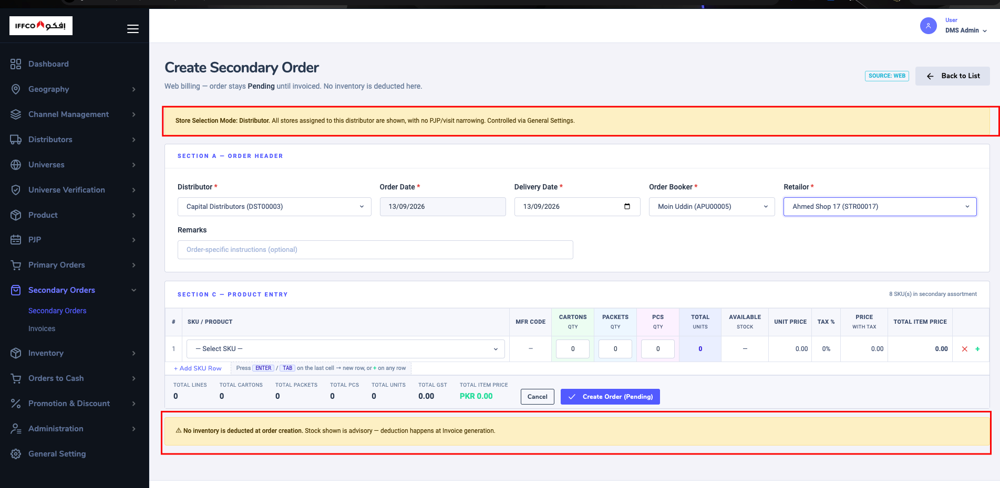 IFFCO إفكو
User
DMS Admin
Dashboard
Geography
Channel Management
Distributors
Universes
Universe Verification
Product
PJP
Primary Orders
Secondary Orders
Secondary Orders
Invoices
Inventory
Orders to Cash
Promotion & Discount
Administration
General Setting
Create Secondary Order
Web billing — order stays Pending until invoiced. No inventory is deducted here.
SOURCE: WEB
← Back to List
Store Selection Mode: Distributor. All stores assigned to this distributor are shown, with no PJP/visit narrowing. Controlled via General Settings.
SECTION A — ORDER HEADER
Distributor * Order Date * Delivery Date * Order Booker * Retailor *
Capital Distributors (DST00003) 13/09/2026 13/09/2026 Moin Uddin (APU00005) Ahmed Shop 17 (STR00017)
Remarks
Order-specific instructions (optional)
SECTION C — PRODUCT ENTRY
8 SKU(s) in secondary assortment
# SKU / PRODUCT MFR CODE CARTONS PACKETS PCS TOTAL AVAILABLE UNIT PRICE TAX % PRICE TOTAL ITEM PRICE
QTY QTY QTY UNITS STOCK WITH TAX
1 — Select SKU — — 0 0 0 0 — 0.00 0% 0.00 0.00 × +
+ Add SKU Row Press ENTER / TAB on the last cell → new row, or + on any row
TOTAL LINES TOTAL CARTONS TOTAL PACKETS TOTAL PCS TOTAL UNITS TOTAL GST TOTAL ITEM PRICE
0 0 0 0 0 0.00 PKR 0.00
Cancel ✓ Create Order (Pending)
⚠ No inventory is deducted at order creation. Stock shown is advisory — deduction happens at Invoice generation.